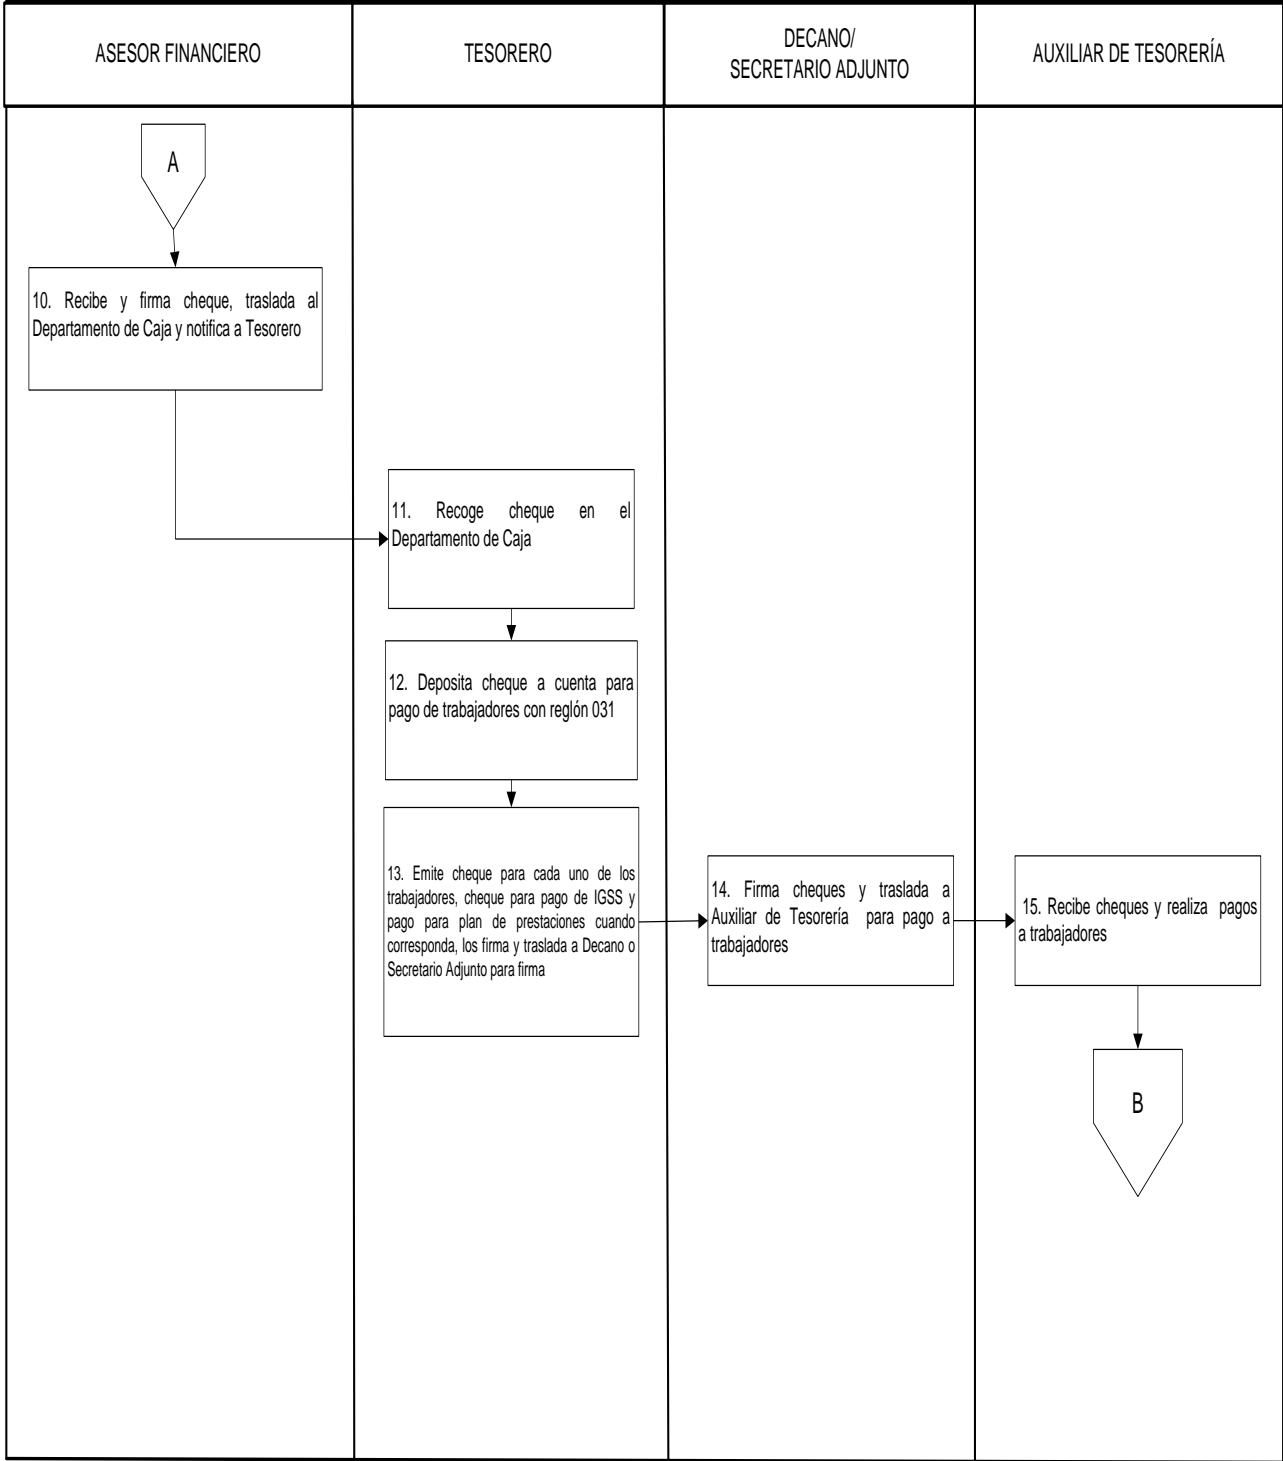 ASESOR FINANCIERO
TESORERO
DECANO/
SECRETARIO ADJUNTO
AUXILIAR DE TESORERÍA
A
10. Recibe y firma cheque, traslada al
Departamento de Caja y notifica a Tesorero
11. Recoge cheque en el
Departamento de Caja
12. Deposita cheque a cuenta para
pago de trabajadores con reglón 031
13. Emite cheque para cada uno de los
trabajadores, cheque para pago de IGSS y
pago para plan de prestaciones cuando
corresponda, los firma y traslada a Decano o
Secretario Adjunto para firma
14. Firma cheques y traslada a
Auxiliar de Tesorería para pago a
trabajadores
15. Recibe cheques y realiza pagos
a trabajadores
B